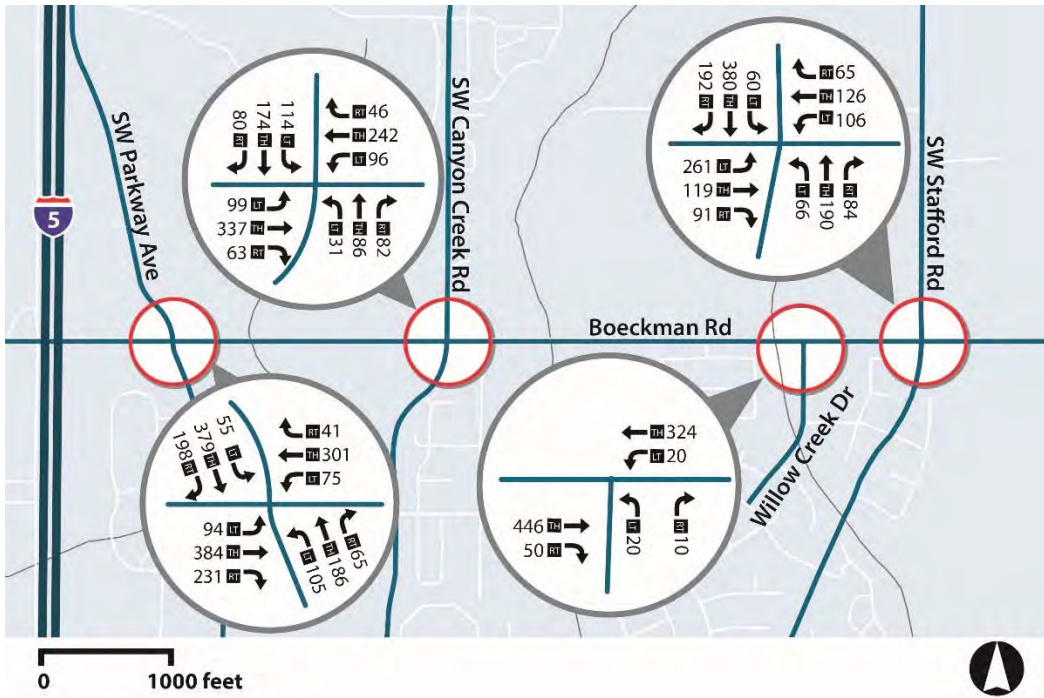 SW Parkway Ave
SW Canyon Creek Rd
SW Stafford Rd
Boeckman Rd
Willow Creek Dr
5
80 RT
174 TH
114 LT
RT 46
TH 242
LT 96
99 LT
337 TH
63 RT
LT 31
TH 86
RT 82
192 RT
380 TH
60 LT
RT 65
TH 126
LT 106
261 LT
119 TH
91 RT
LT 66
TH 190
RT 84
198 RT
379 TH
55 LT
RT 41
TH 301
LT 75
94 LT
384 TH
231 RT
LT 105
TH 186
RT 65
TH 324
LT 20
446 TH
50 RT
LT 20
RT 10
0 1000 feet